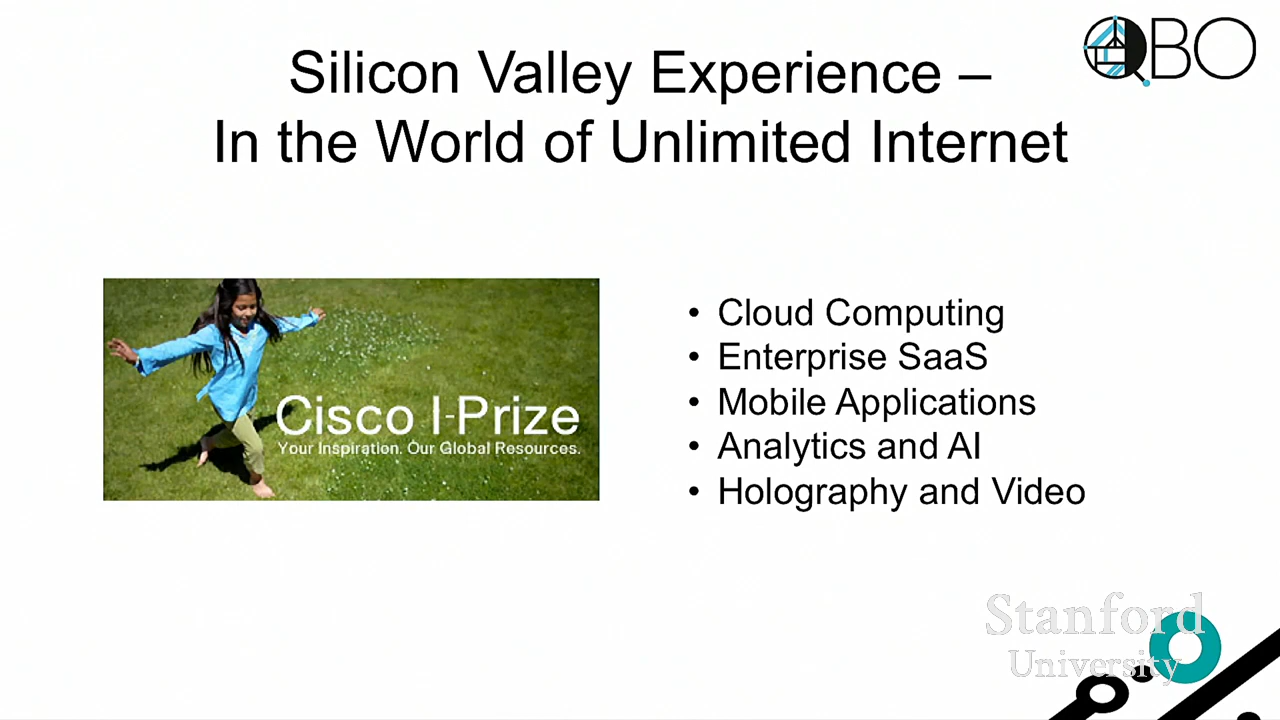 QBO
Silicon Valley Experience –
In the World of Unlimited Internet
Cisco I-Prize
Your Inspiration. Our Global Resources.
• Cloud Computing
• Enterprise SaaS
• Mobile Applications
• Analytics and AI
• Holography and Video
Stanford
University